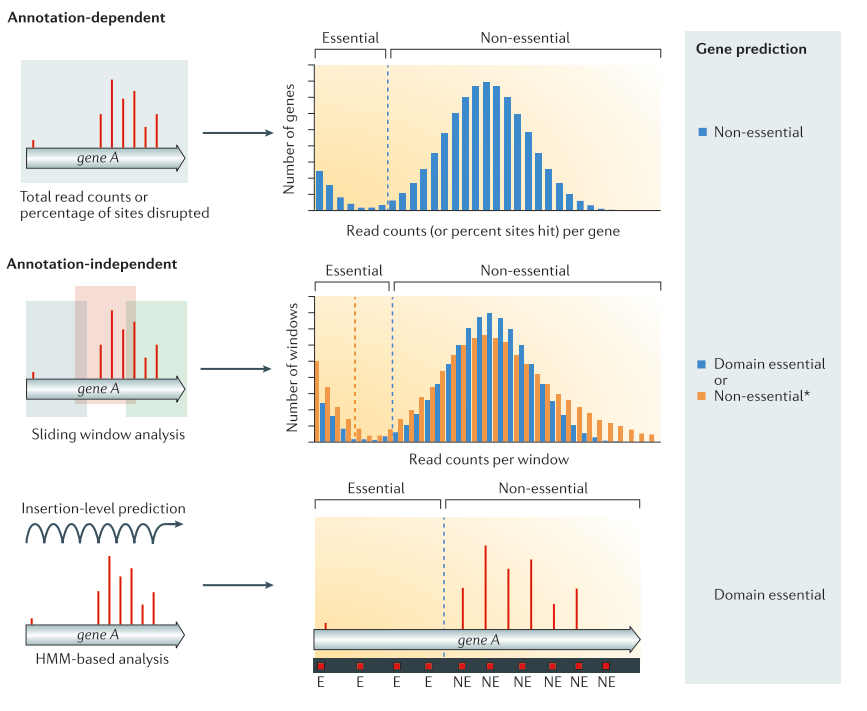 Annotation-dependent
gene A
Total read counts or
percentage of sites disrupted
Essential
Non-essential
Number of genes
Read counts (or percent sites hit) per gene
Gene prediction
Non-essential
Annotation-independent
gene A
Sliding window analysis
Essential
Non-essential
Number of windows
Read counts per window
Domain essential
or
Non-essential*
Insertion-level prediction
gene A
HMM-based analysis
Essential
Non-essential
gene A
E E E E NE NE NE NE NE NE
Domain essential